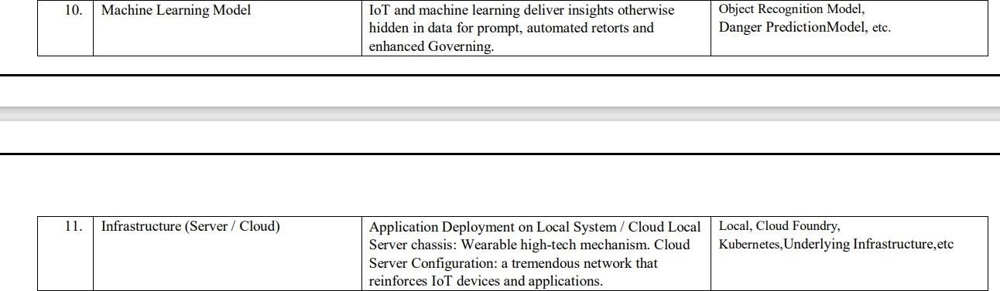 10. Machine Learning Model IoT and machine learning deliver insights otherwise Object Recognition Model,
hidden in data for prompt, automated retorts and Danger PredictionModel, etc.
enhanced Governing.
11. Infrastructure (Server / Cloud) Application Deployment on Local System / Cloud Local Local, Cloud Foundry,
Server chassis: Wearable high-tech mechanism. Cloud Kubernetes,Underlying Infrastructure,etc
Server Configuration: a tremendous network that
reinforces IoT devices and applications.